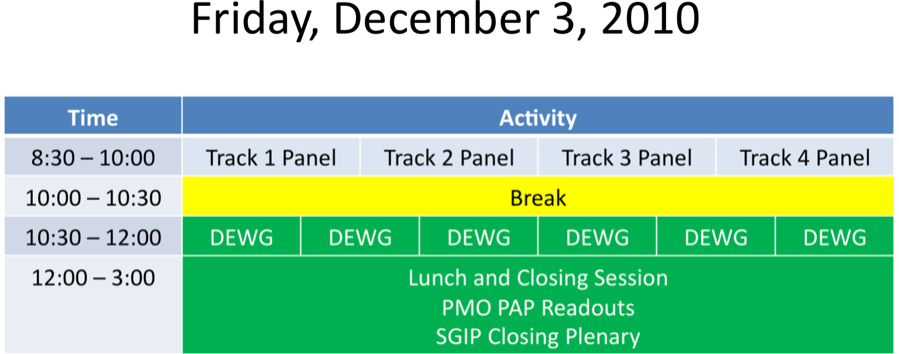 Friday, December 3, 2010
Time Activity
8:30 – 10:00 Track 1 Panel Track 2 Panel Track 3 Panel Track 4 Panel
10:00 – 10:30 Break
10:30 – 12:00 DEWG DEWG DEWG DEWG DEWG DEWG
12:00 – 3:00 Lunch and Closing Session
PMO PAP Readouts
SGIP Closing Plenary